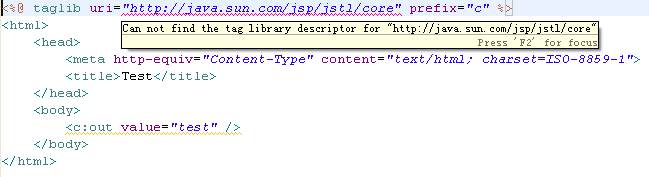 <%@ taglib uri="http://java.sun.com/jsp/jstl/core" prefix="c" %>
Can not find the tag library descriptor for "http://java.sun.com/jsp/jstl/core"
Press 'F2' for focus
<html>
<head>
<meta http-equiv="Content-Type" content="text/html; charset=ISO-8859-1">
<title>Test</title>
</head>
<body>
<c:out value="test" />
</body>
</html>